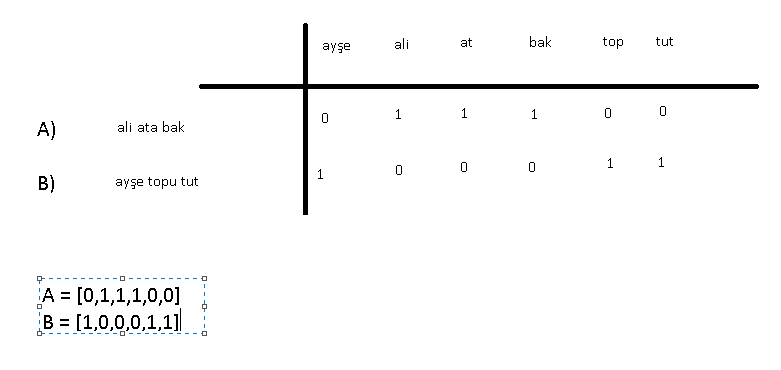 ayşe ali at bak top tut
A) ali ata bak 0 1 1 1 0 0
B) ayşe topu tut 1 0 0 0 1 1
A = [0,1,1,1,0,0]
B = [1,0,0,0,1,1]